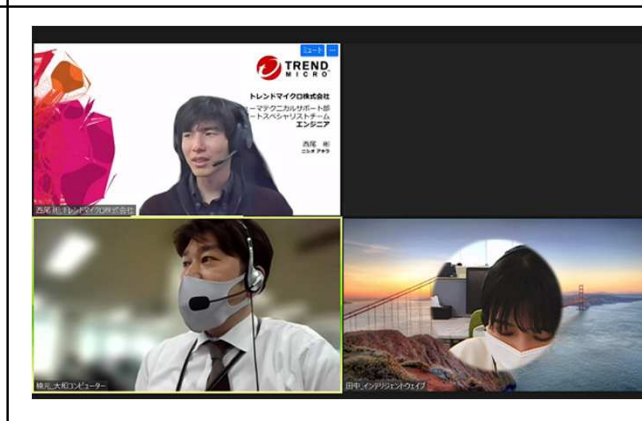 ミュート
TREND
MICRO
トレンドマイクロ株式会社
ーマテクニカルサポート部
ートスペシャリストチーム
エンジニア
西尾 彬
ニシオ アキラ
西尾 彬_トレンドマイクロ株式会社
_大和コンピューター
田中_インテリジェントウェイブ